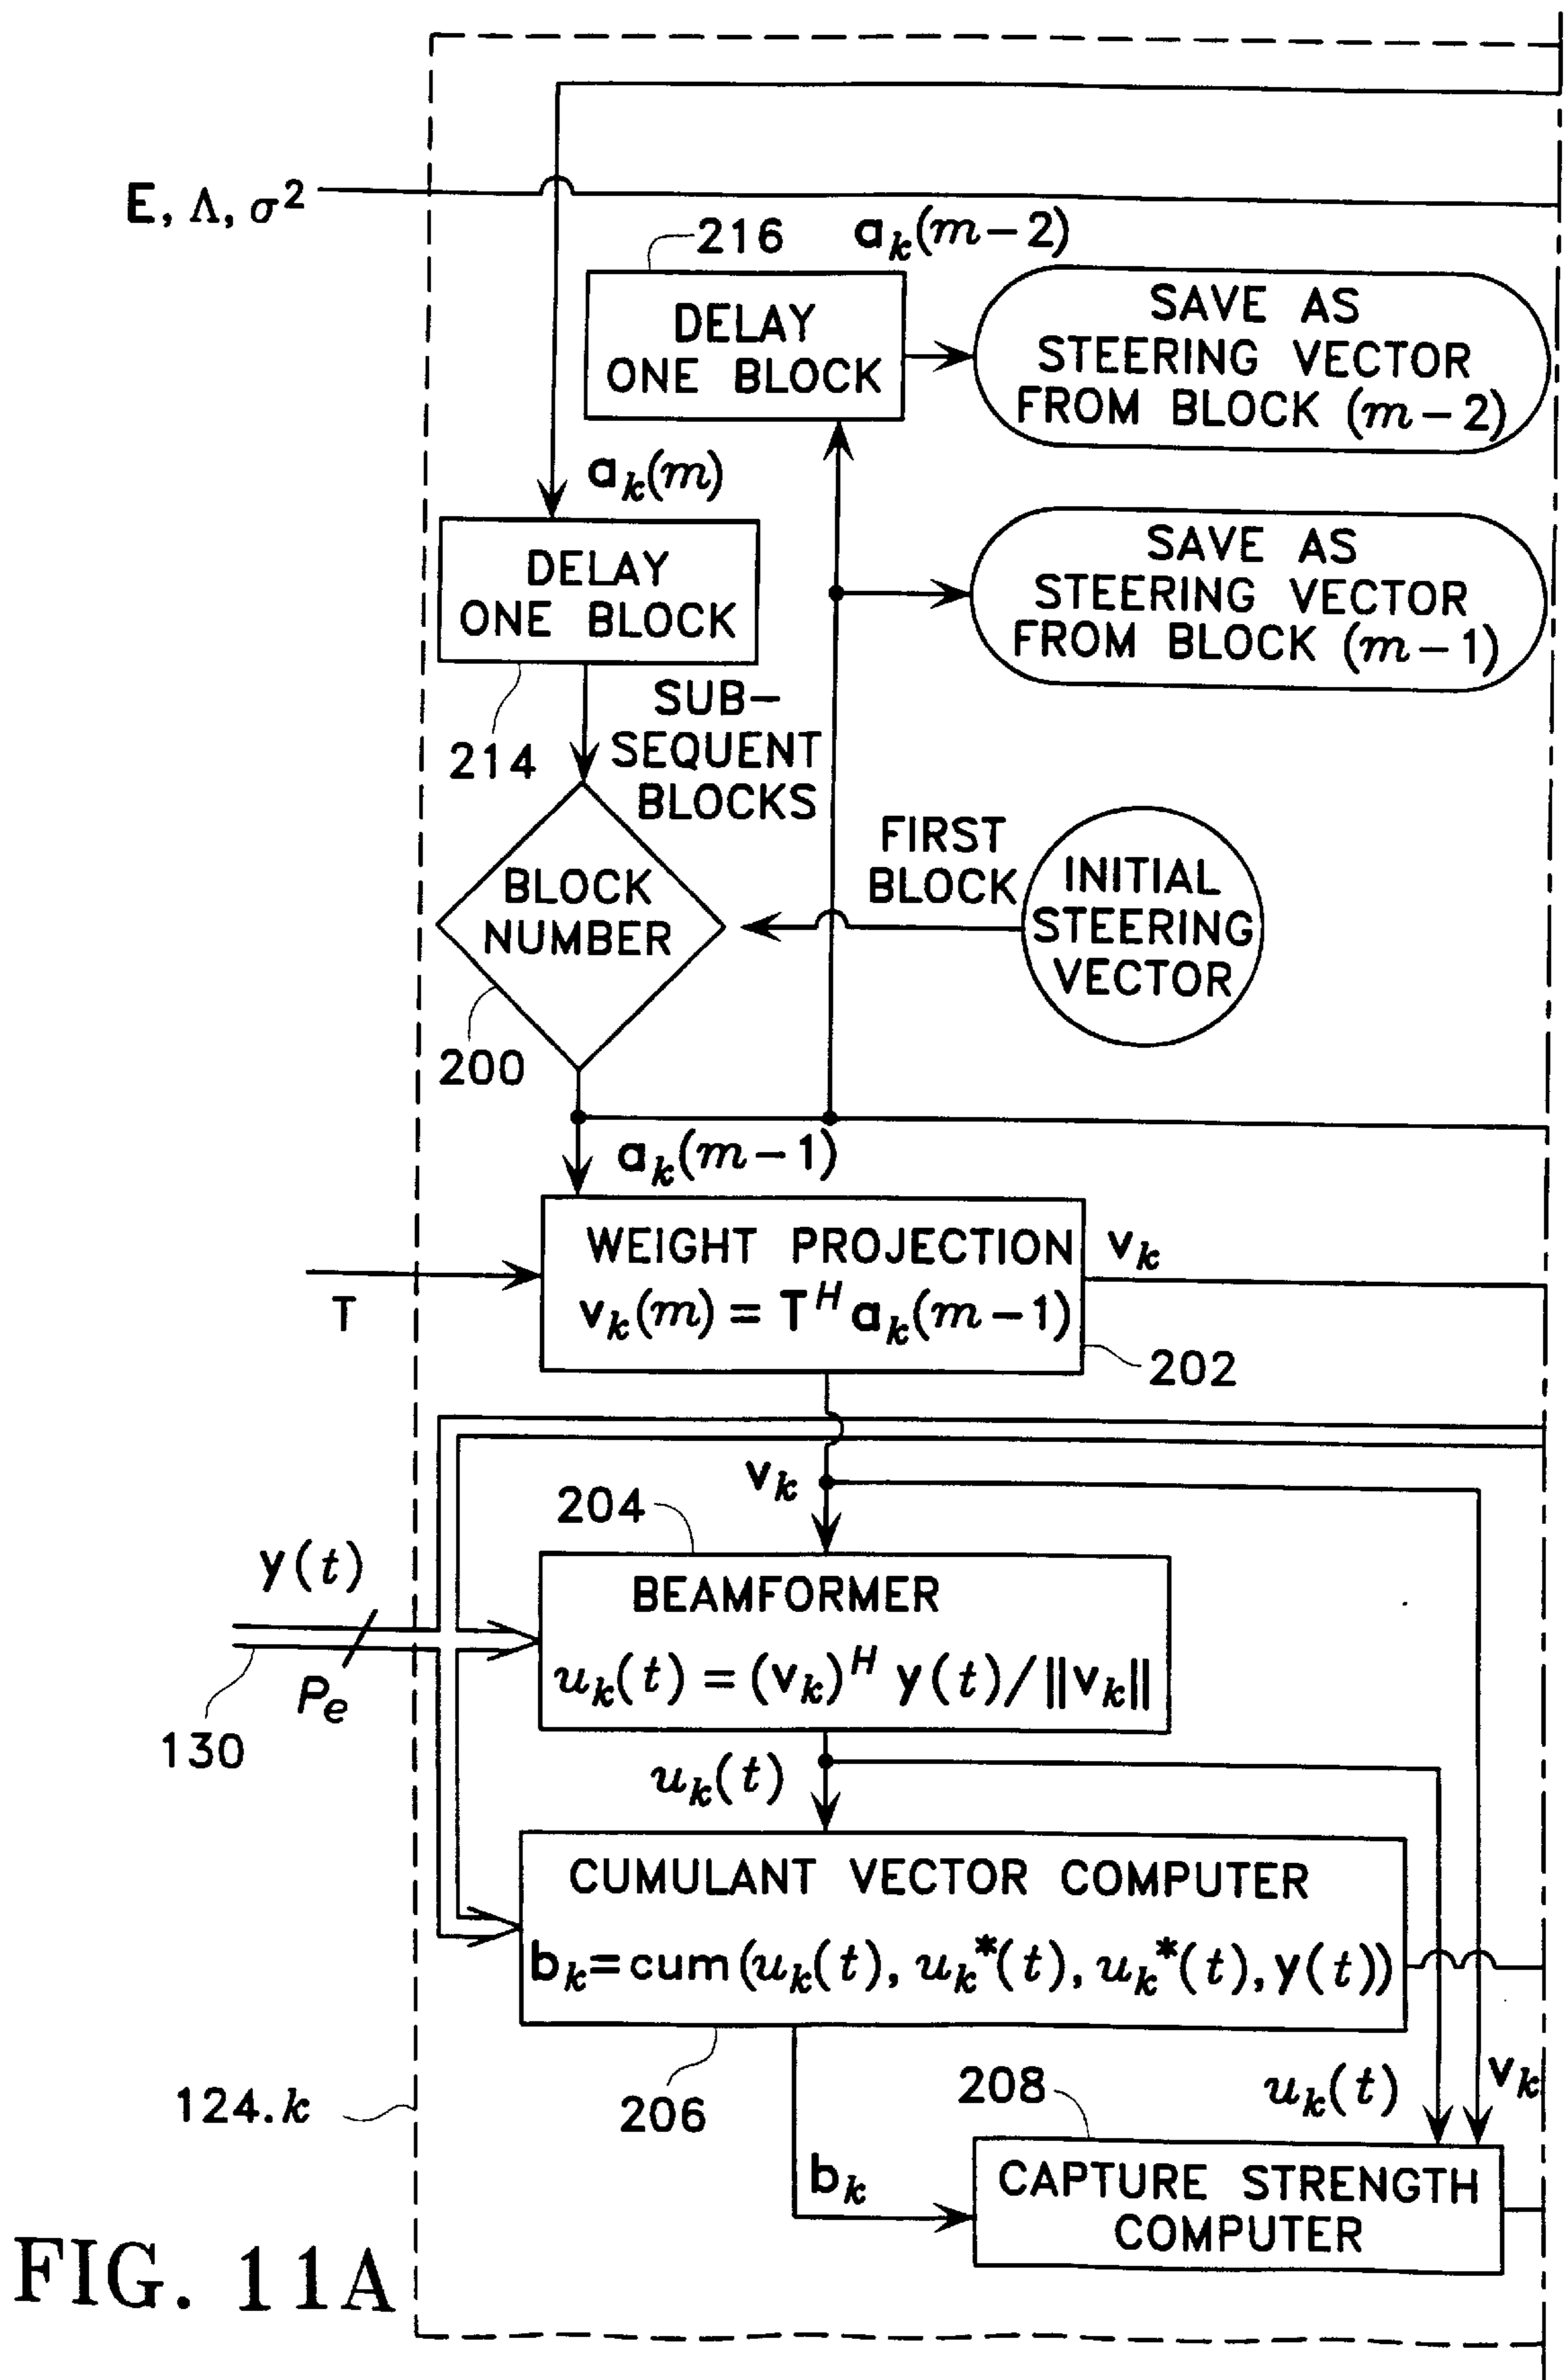 E, Λ, σ²
216
a_k(m−2)
DELAY
ONE BLOCK
SAVE AS
STEERING VECTOR
FROM BLOCK (m−2)
a_k(m)
DELAY
ONE BLOCK
SAVE AS
STEERING VECTOR
FROM BLOCK (m−1)
214
SUB-
SEQUENT
BLOCKS
FIRST
BLOCK
INITIAL
STEERING
VECTOR
BLOCK
NUMBER
200
a_k(m−1)
T
WEIGHT PROJECTION
v_k(m) = T^H a_k(m−1)
v_k
202
v_k
204
y(t)
P_e
130
BEAMFORMER
u_k(t) = (v_k)^H y(t)/‖v_k‖
u_k(t)
CUMULANT VECTOR COMPUTER
b_k=cum(u_k(t), u_k*(t), u_k*(t), y(t))
206
124.k
208
u_k(t)
v_k
b_k
CAPTURE STRENGTH
COMPUTER
FIG. 11A